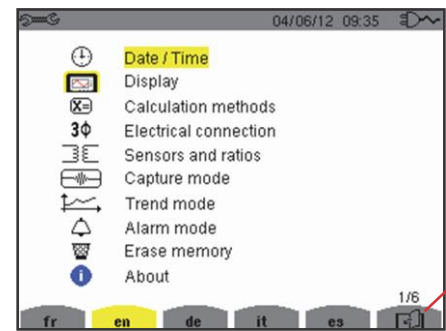 04/06/12 09:35
Date / Time
Display
X= Calculation methods
3Φ Electrical connection
Sensors and ratios
Capture mode
Trend mode
Alarm mode
Erase memory
i About
1/6
fr en de it es